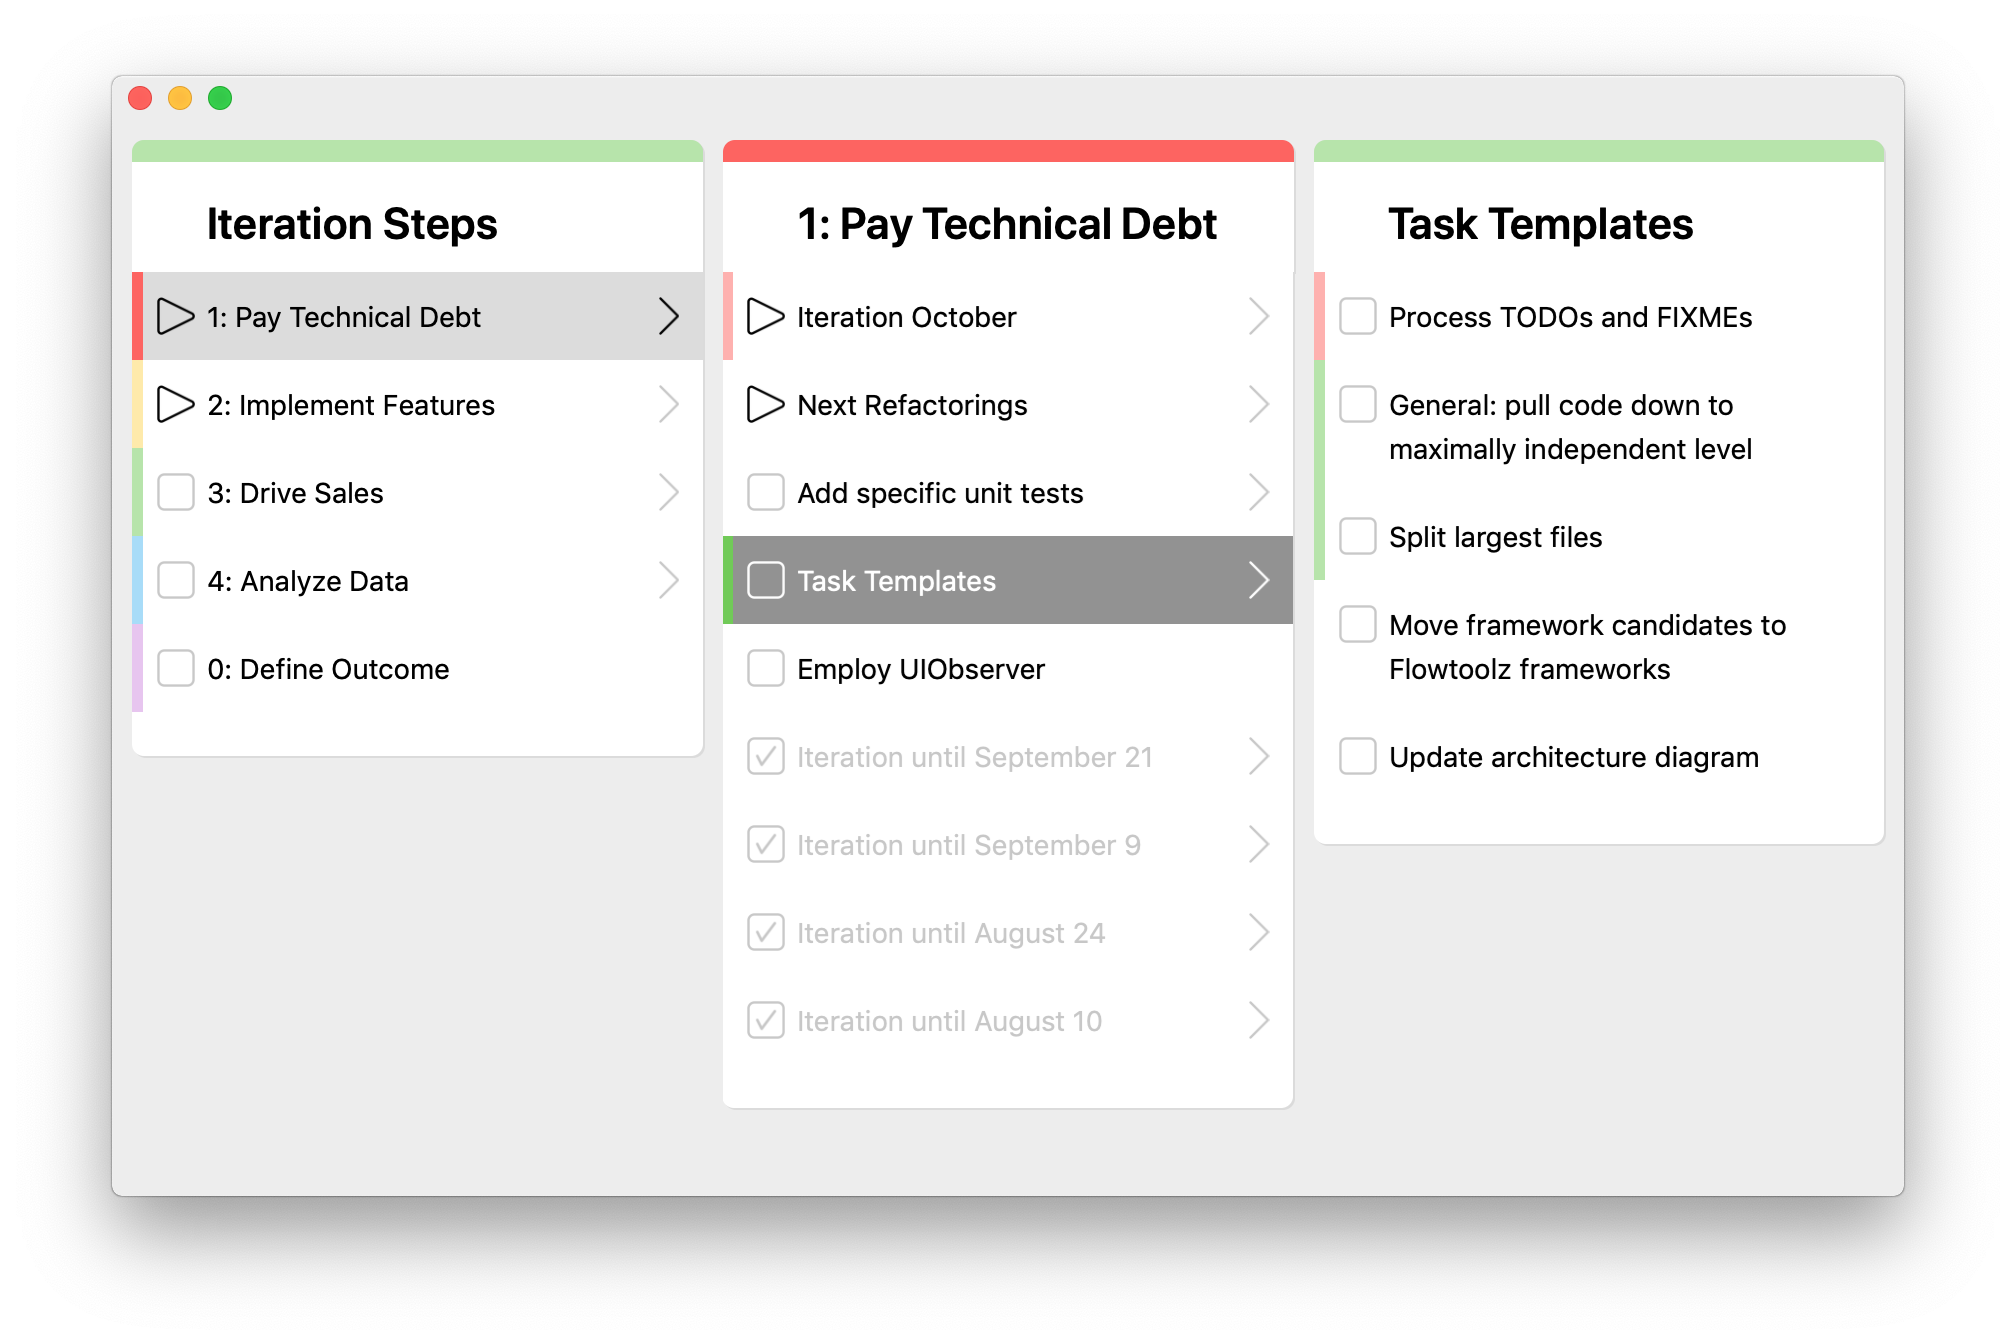 Iteration Steps
1: Pay Technical Debt
2: Implement Features
3: Drive Sales
4: Analyze Data
0: Define Outcome
1: Pay Technical Debt
Iteration October
Next Refactorings
Add specific unit tests
Task Templates
Employ UIObserver
Iteration until September 21
Iteration until September 9
Iteration until August 24
Iteration until August 10
Task Templates
Process TODOs and FIXMEs
General: pull code down to
maximally independent level
Split largest files
Move framework candidates to
Flowtoolz frameworks
Update architecture diagram